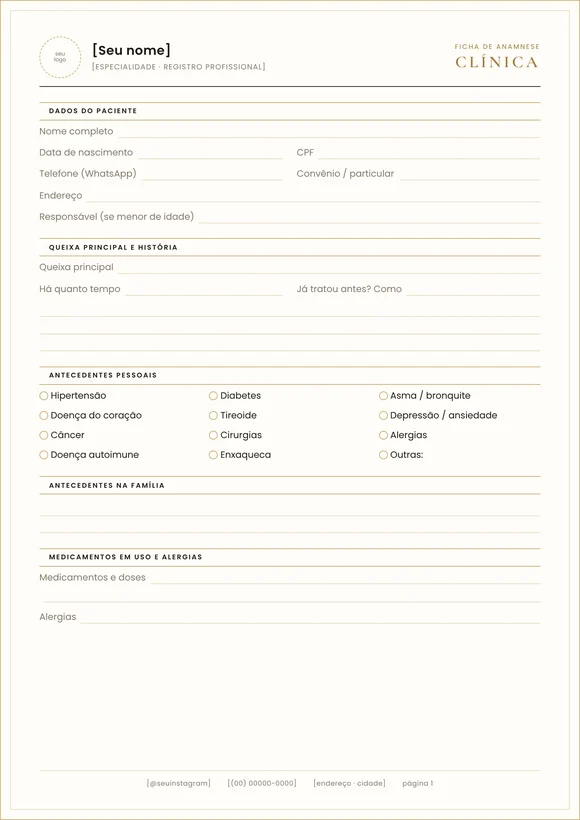 seu
logo
[Seu nome]
[ESPECIALIDADE · REGISTRO PROFISSIONAL]
FICHA DE ANAMNESE
CLÍNICA
DADOS DO PACIENTE
Nome completo
Data de nascimento CPF
Telefone (WhatsApp) Convênio / particular
Endereço
Responsável (se menor de idade)
QUEIXA PRINCIPAL E HISTÓRIA
Queixa principal
Há quanto tempo Já tratou antes? Como
ANTECEDENTES PESSOAIS
Hipertensão Diabetes Asma / bronquite
Doença do coração Tireoide Depressão / ansiedade
Câncer Cirurgias Alergias
Doença autoimune Enxaqueca Outras:
ANTECEDENTES NA FAMÍLIA
MEDICAMENTOS EM USO E ALERGIAS
Medicamentos e doses
Alergias
[@seuinstagram] [(00) 00000-0000] [endereço · cidade] página 1